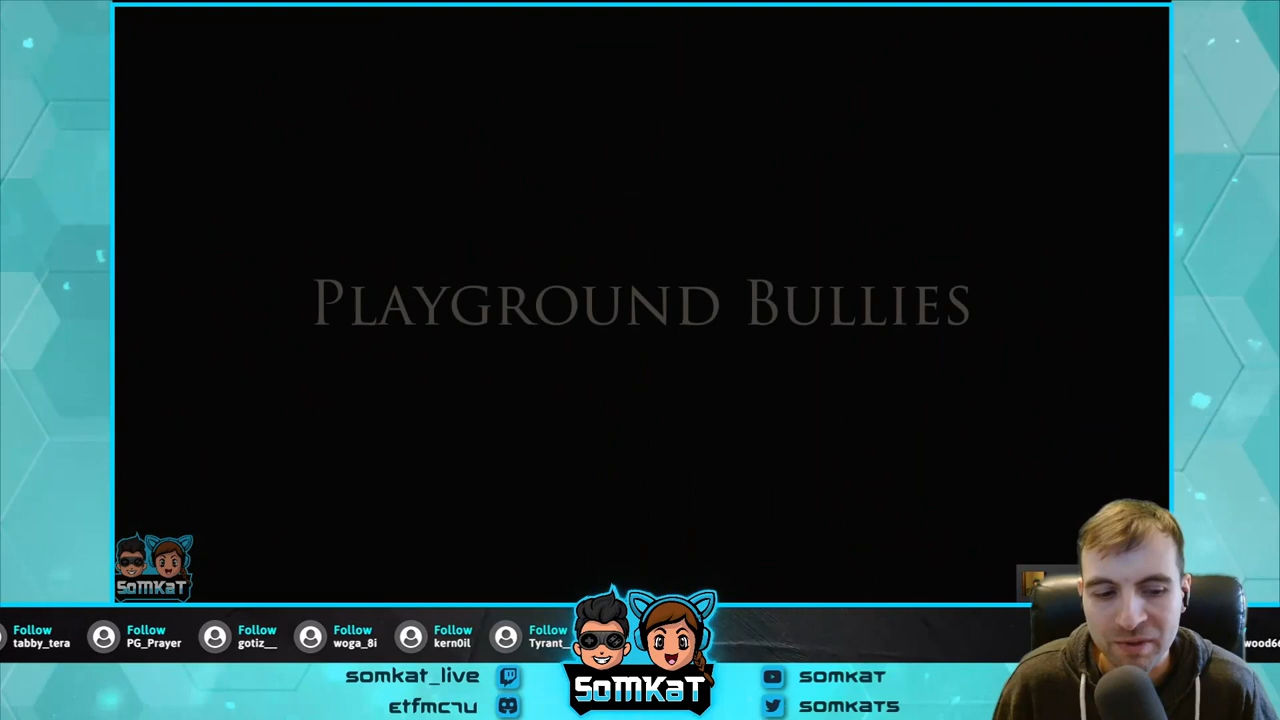 Playground Bullies
SOMKAT
Follow
tabby_tera
Follow
PG_Prayer
Follow
gotiz__
Follow
woga_8i
Follow
kern0il
Follow
Tyrant_
SOMKAT
somkat_live
somkat
somkats